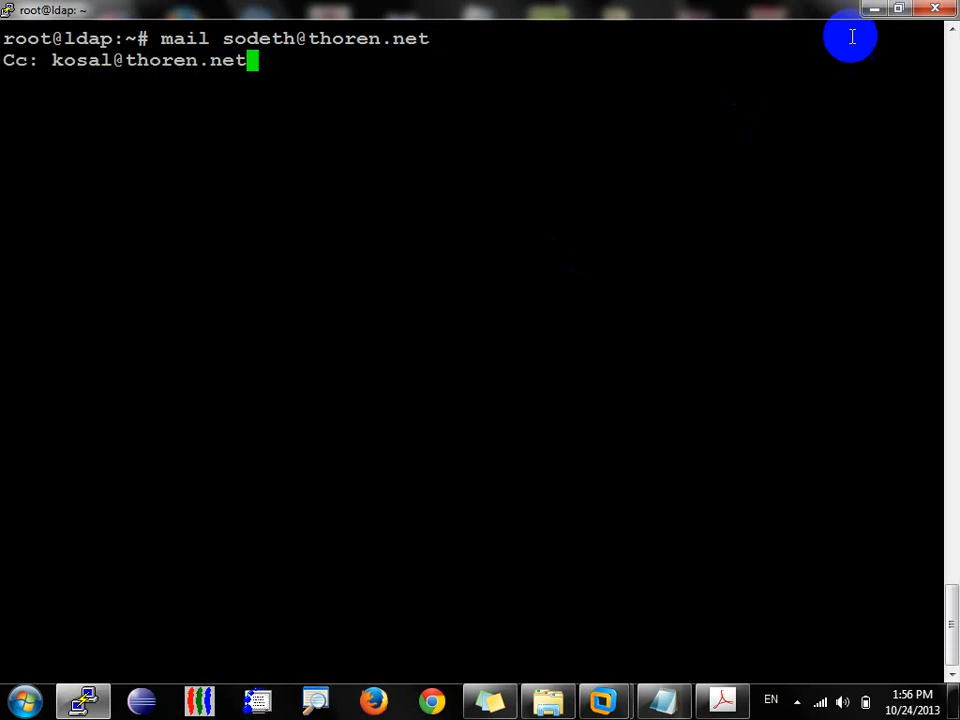 root@ldap: ~
root@ldap:~# mail sodeth@thoren.net
Cc: kosal@thoren.net
EN
1:56 PM
10/24/2013